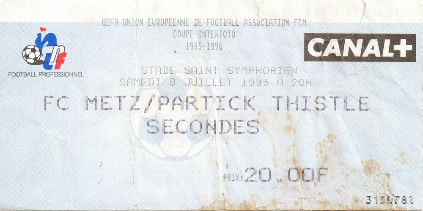 UEFA UNION EUROPEENNE DE FOOTBALL ASSOCIATION FCM
COUPE INTERTOTO
1995-1996
CANAL+
FOOTBALL PROFESSIONNEL
STADE SAINT SYMPHORIEN
SAMEDI 8 JUILLET 1995 A 20H
FC METZ/PARTICK THISTLE
SECONDES
PRIX: 20.00F